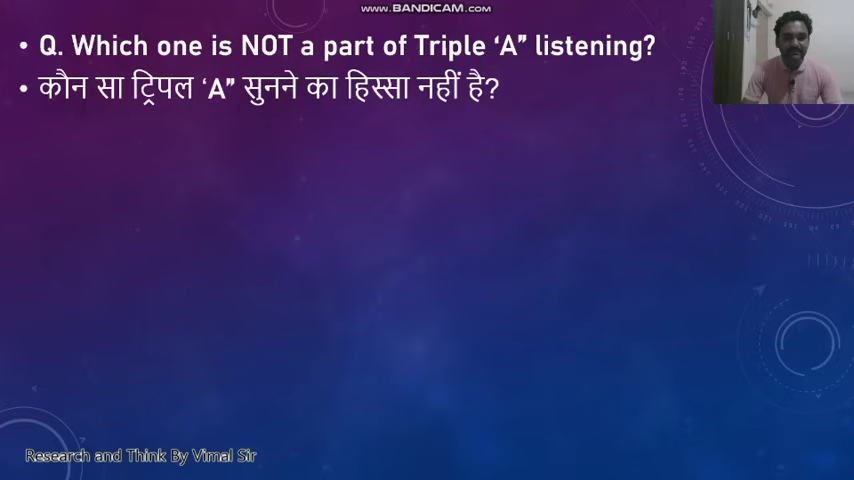 www.BANDICAM.com
• Q. Which one is NOT a part of Triple ‘A” listening?
• कौन सा ट्रिपल ‘A” सुनने का हिस्सा नहीं है?
Research and Think By Vimal Sir